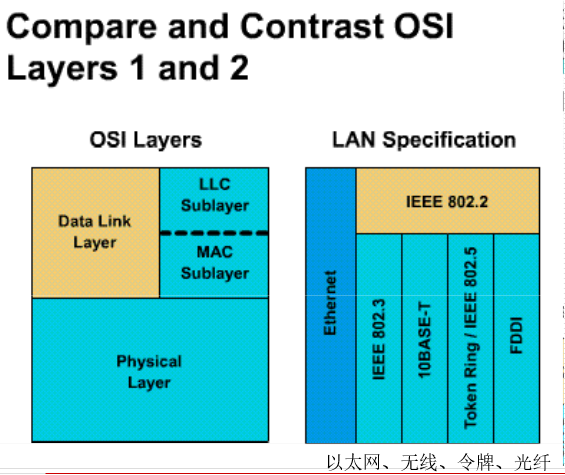 Compare and Contrast OSI
Layers 1 and 2
OSI Layers
LAN Specification
Data Link
Layer
LLC
Sublayer
MAC
Sublayer
Physical
Layer
Ethernet
IEEE 802.2
IEEE 802.3
10BASE-T
Token Ring / IEEE 802.5
FDDI
以太网、无线、令牌、光纤